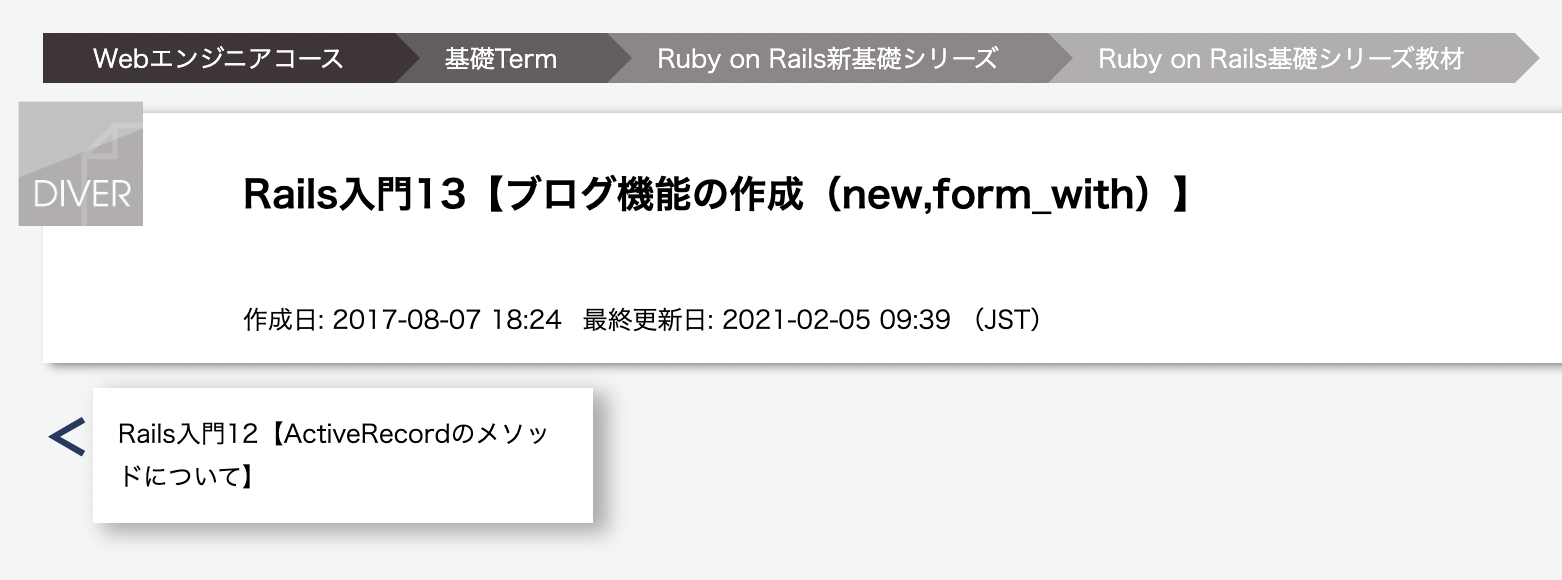 Webエンジニアコース 基礎Term Ruby on Rails新基礎シリーズ Ruby on Rails基礎シリーズ教材
DIVER
Rails入門13【ブログ機能の作成（new,form_with）】
作成日: 2017-08-07 18:24 最終更新日: 2021-02-05 09:39 （JST）
Rails入門12【ActiveRecordのメソッ
ドについて】